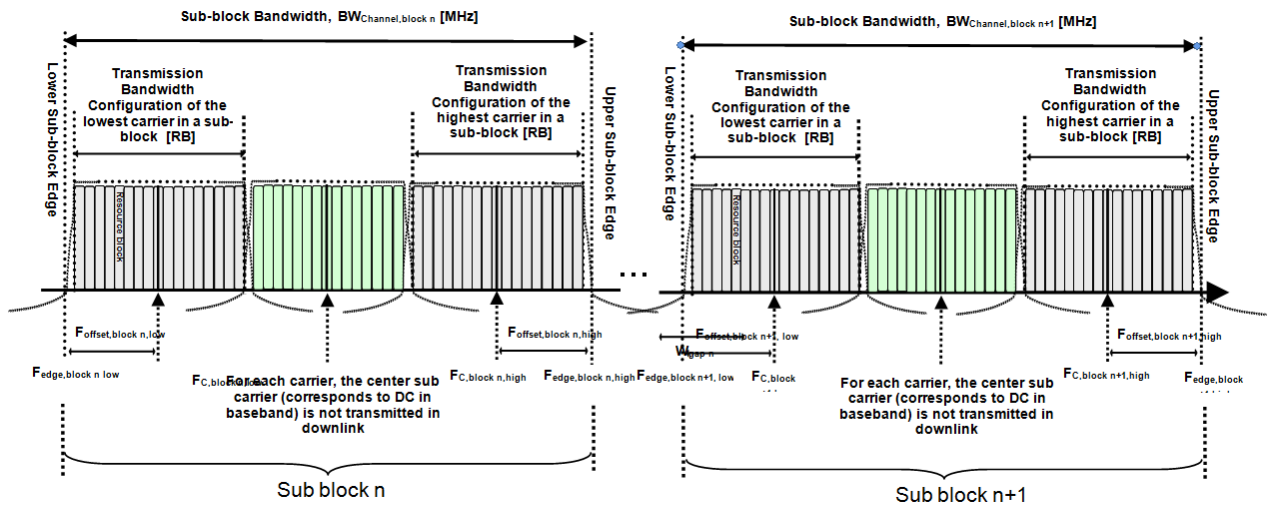 Sub-block Bandwidth, BWChannel,block n [MHz]
Sub-block Bandwidth, BWChannel,block n+1 [MHz]
Lower Sub-block Edge
Transmission
Bandwidth
Configuration of the
lowest carrier in a sub-
block [RB]
Transmission
Bandwidth
Configuration of the
highest carrier in
a sub-block [RB]
Upper Sub-block Edge
Resource block
Lower Sub-block Edge
Transmission
Bandwidth
Configuration of the
lowest carrier in a
sub-block [RB]
Transmission
Bandwidth
Configuration of the
highest carrier in a
sub-block [RB]
Upper Sub-block Edge
Resource block
...
Foffset,block n,low
Foffset,block n,high
Foffset,block n+1, low
Foffset,block n+1,high
Wgap n
Fedge,block n low
FC,block n,high
Fedge,block n,high
Fedge,block n+1, low
FC,block
FC,block n+1,high
Fedge,block
For each carrier, the center sub
carrier (corresponds to DC in
baseband) is not transmitted in
downlink
For each carrier, the center sub
carrier (corresponds to DC in
baseband) is not transmitted in
downlink
Sub block n
Sub block n+1